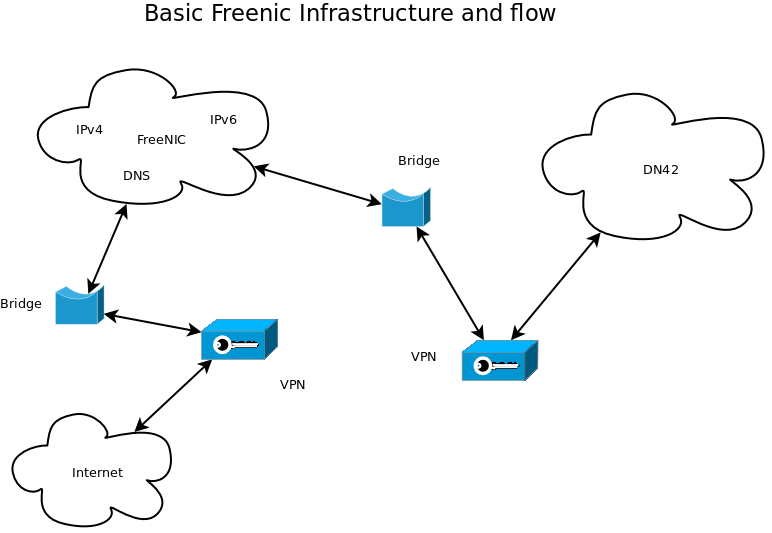 Basic Freenic Infrastructure and flow
IPv4
IPv6
FreeNIC
DNS
Bridge
DN42
Bridge
VPN
VPN
Internet